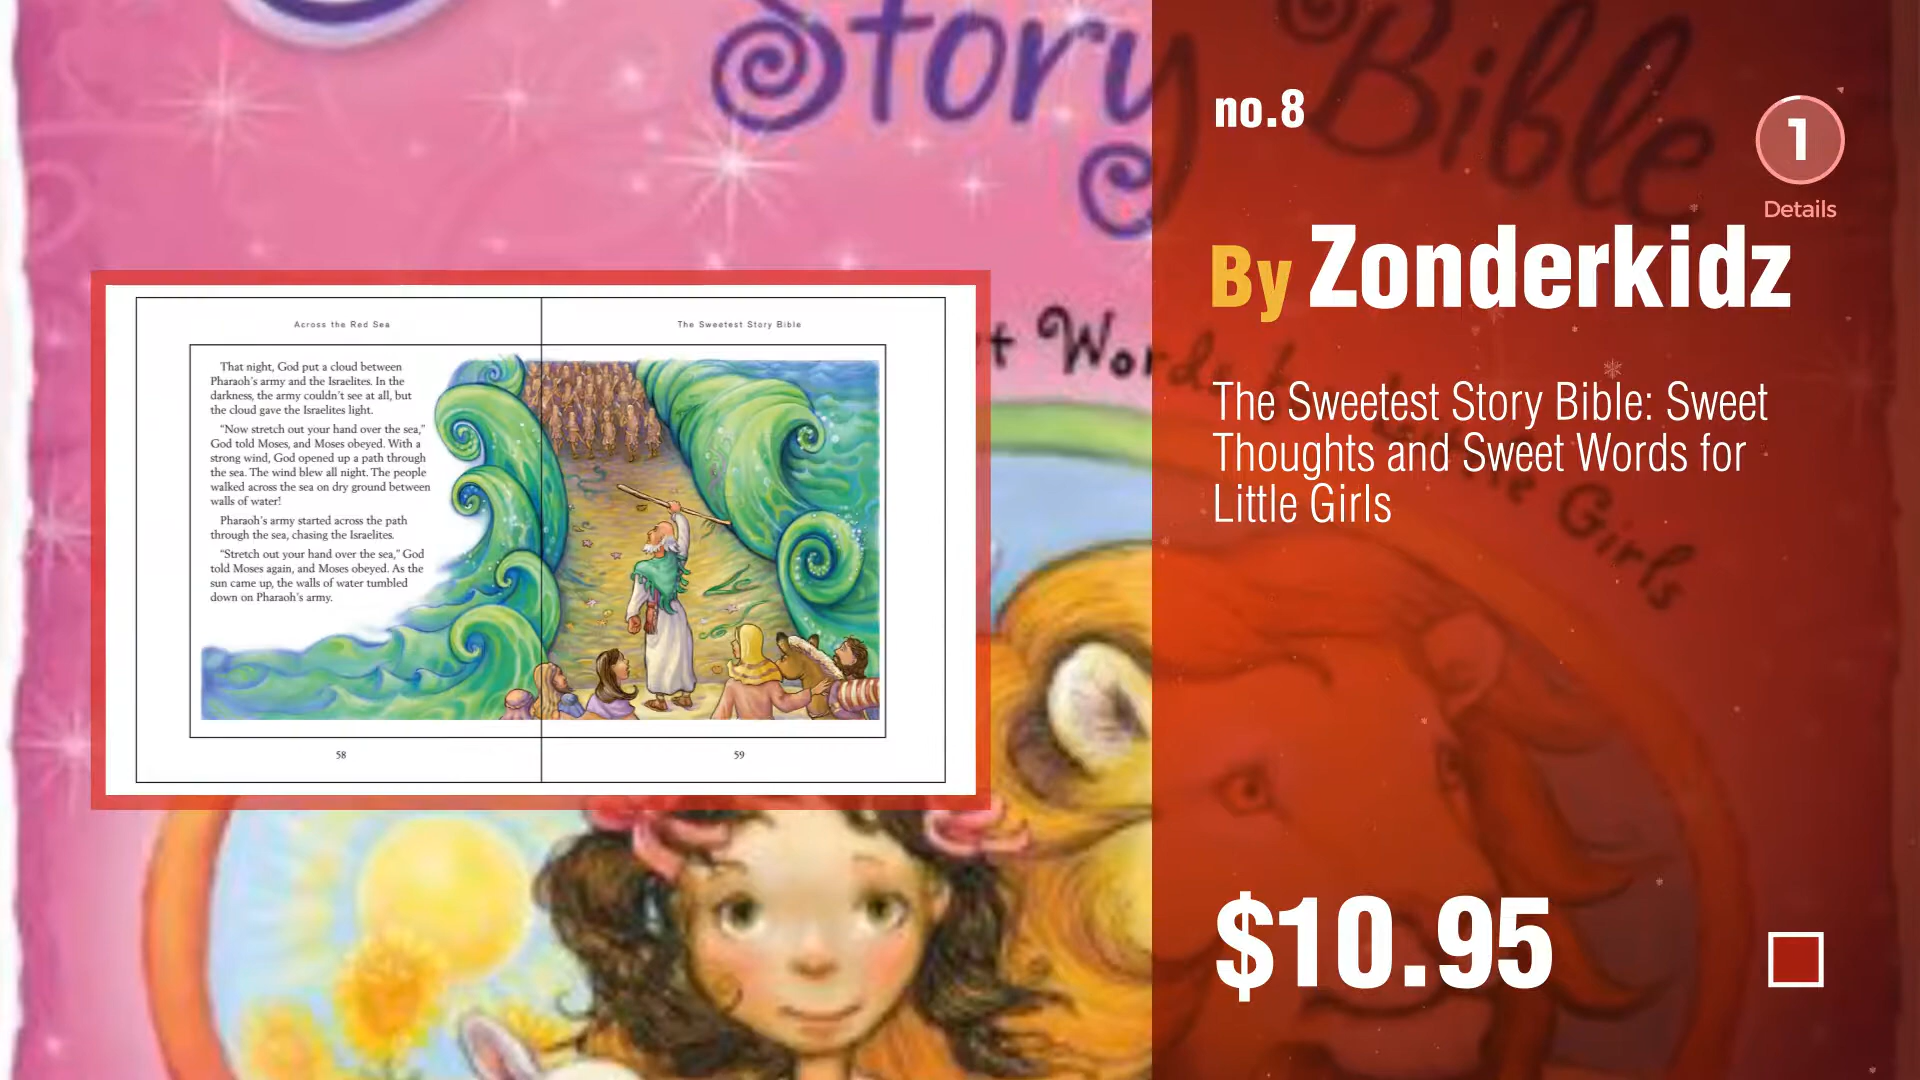 Story Bible
t Words for Little Girls
no.8
1
Details
By Zonderkidz
The Sweetest Story Bible: Sweet
Thoughts and Sweet Words for
Little Girls
$10.95
Across the Red Sea
The Sweetest Story Bible
That night, God put a cloud between
Pharaoh's army and the Israelites. In the
darkness, the army couldn't see at all, but
the cloud gave the Israelites light.
"Now stretch out your hand over the sea,"
God told Moses, and Moses obeyed. With a
strong wind, God opened up a path through
the sea. The wind blew all night. The people
walked across the sea on dry ground between
walls of water!
Pharaoh's army started across the path
through the sea, chasing the Israelites.
"Stretch out your hand over the sea," God
told Moses again, and Moses obeyed. As the
sun came up, the walls of water tumbled
down on Pharaoh's army.
58
59